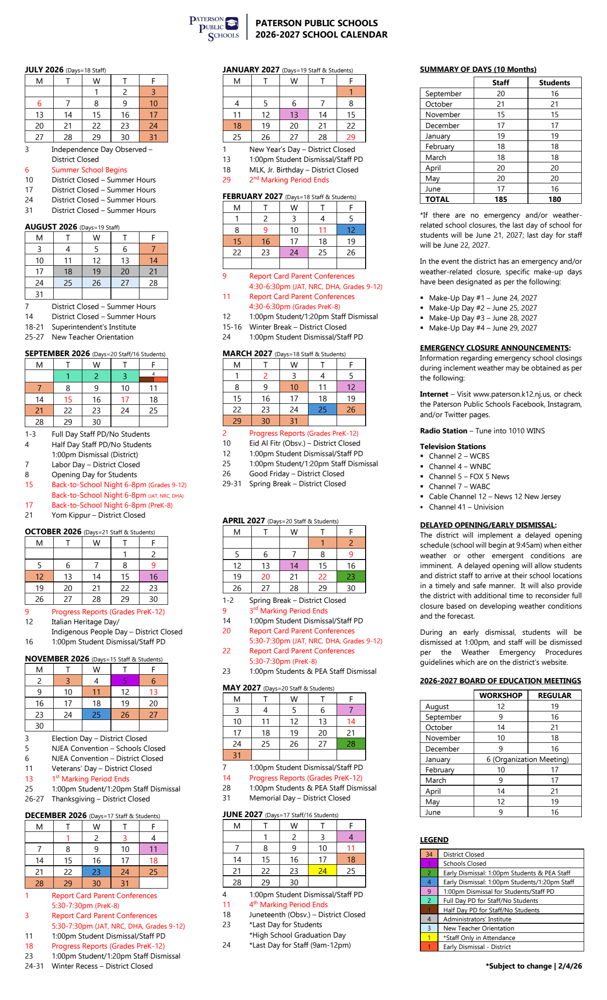 PATERSON
PUBLIC
SCHOOLS
PATERSON PUBLIC SCHOOLS
2026-2027 SCHOOL CALENDAR
JULY 2026 (Days=18 Staff)
M T W T F
1 2 3
6 7 8 9 10
13 14 15 16 17
20 21 22 23 24
27 28 29 30 31
3 Independence Day Observed –
District Closed
6 Summer School Begins
10 District Closed – Summer Hours
17 District Closed – Summer Hours
24 District Closed – Summer Hours
31 District Closed – Summer Hours
AUGUST 2026 (Days=19 Staff)
M T W T F
3 4 5 6 7
10 11 12 13 14
17 18 19 20 21
24 25 26 27 28
31
7 District Closed – Summer Hours
14 District Closed – Summer Hours
18-21 Superintendent's Institute
25-27 New Teacher Orientation
SEPTEMBER 2026 (Days=20 Staff/16 Students)
M T W T F
1 2 3 4
7 8 9 10 11
14 15 16 17 18
21 22 23 24 25
28 29 30
1-3 Full Day Staff PD/No Students
4 Half Day Staff PD/No Students
1:00pm Dismissal (District)
7 Labor Day – District Closed
8 Opening Day for Students
15 Back-to-School Night 6-8pm (Grades 9-12)
Back-to-School Night 6-8pm (JAT, NRC, DHA)
17 Back-to-School Night 6-8pm (PreK-8)
21 Yom Kippur – District Closed
OCTOBER 2026 (Days=21 Staff & Students)
M T W T F
1 2
5 6 7 8 9
12 13 14 15 16
19 20 21 22 23
26 27 28 29 30
9 Progress Reports (Grades PreK-12)
12 Italian Heritage Day/
Indigenous People Day – District Closed
16 1:00pm Student Dismissal/Staff PD
NOVEMBER 2026 (Days=15 Staff & Students)
M T W T F
2 3 4 5 6
9 10 11 12 13
16 17 18 19 20
23 24 25 26 27
30
3 Election Day – District Closed
5 NJEA Convention – Schools Closed
6 NJEA Convention – District Closed
11 Veterans' Day – District Closed
13 1st Marking Period Ends
25 1:00pm Student/1:20pm Staff Dismissal
26-27 Thanksgiving – District Closed
DECEMBER 2026 (Days=17 Staff & Students)
M T W T F
1 2 3 4
7 8 9 10 11
14 15 16 17 18
21 22 23 24 25
28 29 30 31
1 Report Card Parent Conferences
5:30-7:30pm (PreK-8)
3 Report Card Parent Conferences
5:30-7:30pm (JAT, NRC, DHA, Grades 9-12)
11 1:00pm Student Dismissal/Staff PD
18 Progress Reports (Grades PreK-12)
23 1:00pm Student/1:20pm Staff Dismissal
24-31 Winter Recess – District Closed
JANUARY 2027 (Days=19 Staff & Students)
M T W T F
1
4 5 6 7 8
11 12 13 14 15
18 19 20 21 22
25 26 27 28 29
1 New Year's Day – District Closed
13 1:00pm Student Dismissal/Staff PD
18 MLK, Jr. Birthday – District Closed
29 2nd Marking Period Ends
FEBRUARY 2027 (Days=18 Staff & Students)
M T W T F
1 2 3 4 5
8 9 10 11 12
15 16 17 18 19
22 23 24 25 26
9 Report Card Parent Conferences
4:30-6:30pm (JAT, NRC, DHA, Grades 9-12)
11 Report Card Parent Conferences
4:30-6:30pm (Grades PreK-8)
12 1:00pm Student/1:20pm Staff Dismissal
15-16 Winter Break – District Closed
24 1:00pm Student Dismissal/Staff PD
MARCH 2027 (Days=18 Staff & Students)
M T W T F
1 2 3 4 5
8 9 10 11 12
15 16 17 18 19
22 23 24 25 26
29 30 31
2 Progress Reports (Grades PreK-12)
10 Eid Al Fitr (Obsv.) – District Closed
12 1:00pm Student Dismissal/Staff PD
25 1:00pm Student/1:20pm Staff Dismissal
26 Good Friday – District Closed
29-31 Spring Break – District Closed
APRIL 2027 (Days=20 Staff & Students)
M T W T F
1 2
5 6 7 8 9
12 13 14 15 16
19 20 21 22 23
26 27 28 29 30
1-2 Spring Break – District Closed
9 3rd Marking Period Ends
14 1:00pm Student Dismissal/Staff PD
20 Report Card Parent Conferences
5:30-7:30pm (JAT, NRC, DHA, Grades 9-12)
22 Report Card Parent Conferences
5:30-7:30pm (PreK-8)
23 1:00pm Students & PEA Staff Dismissal
MAY 2027 (Days=20 Staff & Students)
M T W T F
3 4 5 6 7
10 11 12 13 14
17 18 19 20 21
24 25 26 27 28
31
7 1:00pm Student Dismissal/Staff PD
14 Progress Reports (Grades PreK-12)
28 1:00pm Students & PEA Staff Dismissal
31 Memorial Day – District Closed
JUNE 2027 (Days=17 Staff/16 Students)
M T W T F
1 2 3 4
7 8 9 10 11
14 15 16 17 18
21 22 23 24 25
28 29 30
4 1:00pm Student Dismissal/Staff PD
11 4th Marking Period Ends
18 Juneteenth (Obsv.) – District Closed
23 *Last Day for Students
*High School Graduation Day
24 *Last Day for Staff (9am-12pm)
SUMMARY OF DAYS (10 Months)
Staff Students
September 20 16
October 21 21
November 15 15
December 17 17
January 19 19
February 18 18
March 18 18
April 20 20
May 20 20
June 17 16
TOTAL 185 180
*If there are no emergency and/or weather-
related school closures, the last day of school for
students will be June 21, 2027; last day for staff
will be June 22, 2027.
In the event the district has an emergency and/or
weather-related closure, specific make-up days
have been designated as per the following:
▪ Make-Up Day #1 – June 24, 2027
▪ Make-Up Day #2 – June 25, 2027
▪ Make-Up Day #3 – June 28, 2027
▪ Make-Up Day #4 – June 29, 2027
EMERGENCY CLOSURE ANNOUNCEMENTS:
Information regarding emergency school closings
during inclement weather may be obtained as per
the following:
Internet – Visit www.paterson.k12.nj.us, or check
the Paterson Public Schools Facebook, Instagram,
and/or Twitter pages.
Radio Station – Tune into 1010 WINS
Television Stations
▪ Channel 2 – WCBS
▪ Channel 4 – WNBC
▪ Channel 5 – FOX 5 News
▪ Channel 7 – WABC
▪ Cable Channel 12 – News 12 New Jersey
▪ Channel 41 – Univision
DELAYED OPENING/EARLY DISMISSAL:
The district will implement a delayed opening
schedule (school will begin at 9:45am) when either
weather or other emergent conditions are
imminent. A delayed opening will allow students
and district staff to arrive at their school locations
in a timely and safe manner. It will also provide
the district with additional time to reconsider full
closure based on developing weather conditions
and the forecast.
During an early dismissal, students will be
dismissed at 1:00pm, and staff will be dismissed
per the Weather Emergency Procedures
guidelines which are on the district's website.
2026-2027 BOARD OF EDUCATION MEETINGS
WORKSHOP REGULAR
August 12 19
September 9 16
October 14 21
November 10 18
December 9 16
January 6 (Organization Meeting)
February 10 17
March 9 17
April 14 21
May 12 19
June 9 16
LEGEND
34 District Closed
1 Schools Closed
2 Early Dismissal: 1:00pm Students & PEA Staff
4 Early Dismissal: 1:00pm Students/1:20pm Staff
9 1:00pm Dismissal for Students/Staff PD
2 Full Day PD for Staff/No Students
1 Half Day PD for Staff/No Students
4 Administrators' Institute
3 New Teacher Orientation
1 *Staff Only in Attendance
1 Early Dismissal - District
*Subject to change | 2/4/26